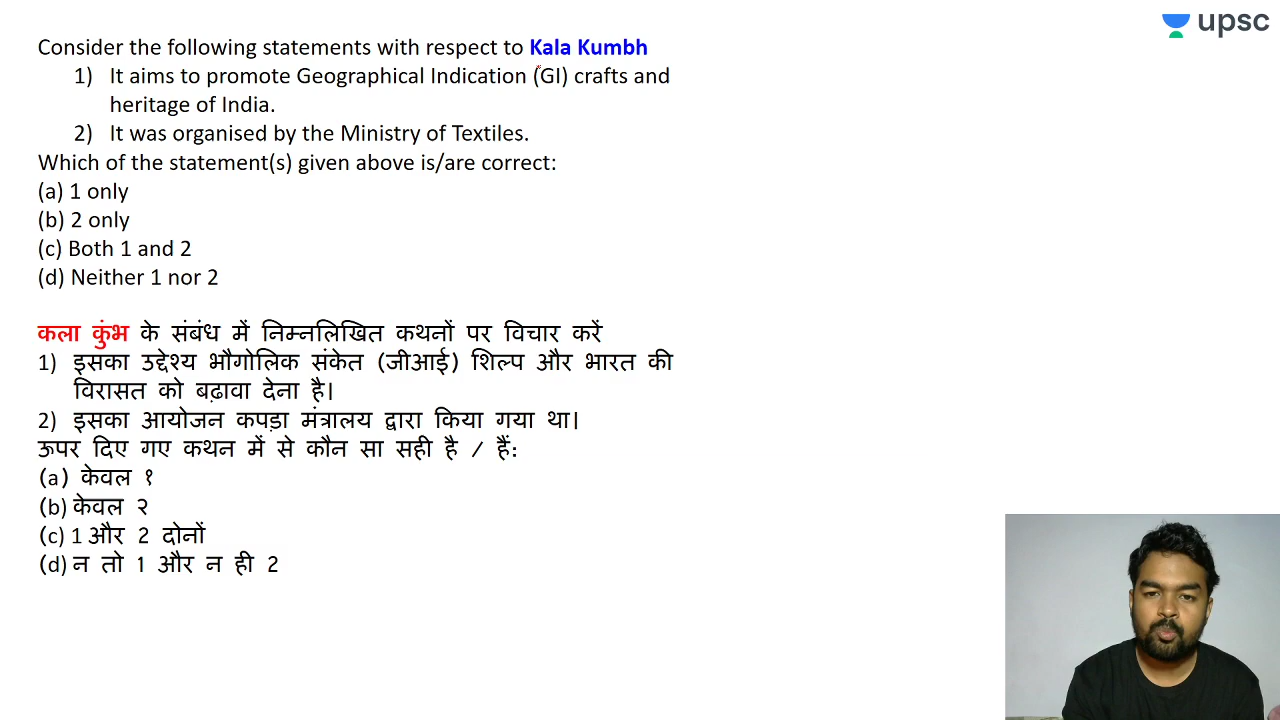 upsc
Consider the following statements with respect to Kala Kumbh
1) It aims to promote Geographical Indication (GI) crafts and
heritage of India.
2) It was organised by the Ministry of Textiles.
Which of the statement(s) given above is/are correct:
(a) 1 only
(b) 2 only
(c) Both 1 and 2
(d) Neither 1 nor 2
कला कुंभ के संबंध में निम्नलिखित कथनों पर विचार करें
1) इसका उद्देश्य भौगोलिक संकेत (जीआई) शिल्प और भारत की
विरासत को बढ़ावा देना है।
2) इसका आयोजन कपड़ा मंत्रालय द्वारा किया गया था।
ऊपर दिए गए कथन में से कौन सा सही है / हैं:
(a) केवल १
(b) केवल २
(c) 1 और 2 दोनों
(d) न तो 1 और न ही 2